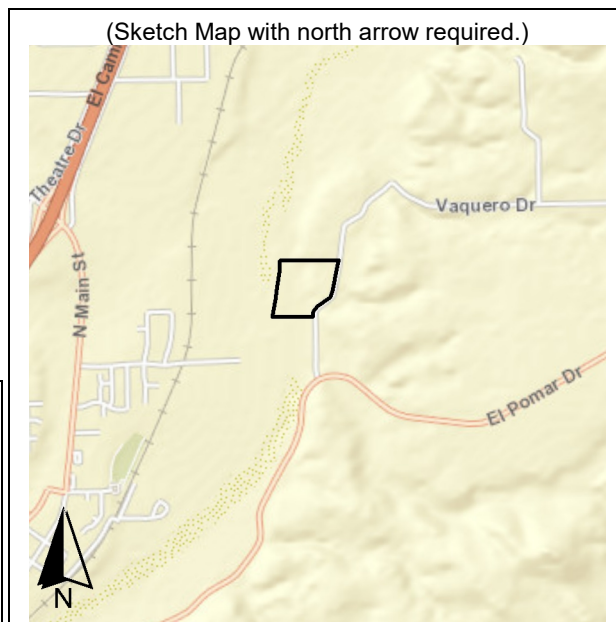 (Sketch Map with north arrow required.)
El Cam
Theatre Dr
Vaquero Dr
N Main St
El Pomar Dr
N